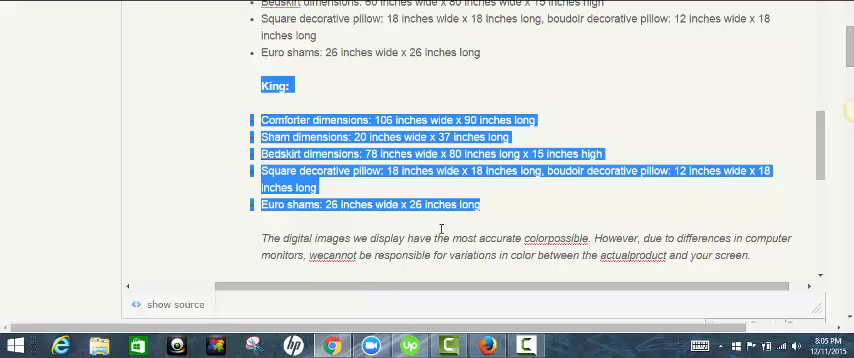 Bedskirt dimensions: 60 inches wide x 80 inches long x 15 inches high
Square decorative pillow: 18 inches wide x 18 inches long, boudoir decorative pillow: 12 inches wide x 18
inches long
Euro shams: 26 inches wide x 26 inches long
King:
Comforter dimensions: 106 inches wide x 90 inches long
Sham dimensions: 20 inches wide x 37 inches long
Bedskirt dimensions: 78 inches wide x 80 inches long x 15 inches high
Square decorative pillow: 18 inches wide x 18 inches long, boudoir decorative pillow: 12 inches wide x 18
inches long
Euro shams: 26 inches wide x 26 inches long
The digital images we display have the most accurate colorpossible. However, due to differences in computer
monitors, wecannot be responsible for variations in color between the actualproduct and your screen.
show source
hp
Up
8:05 PM
12/11/2015